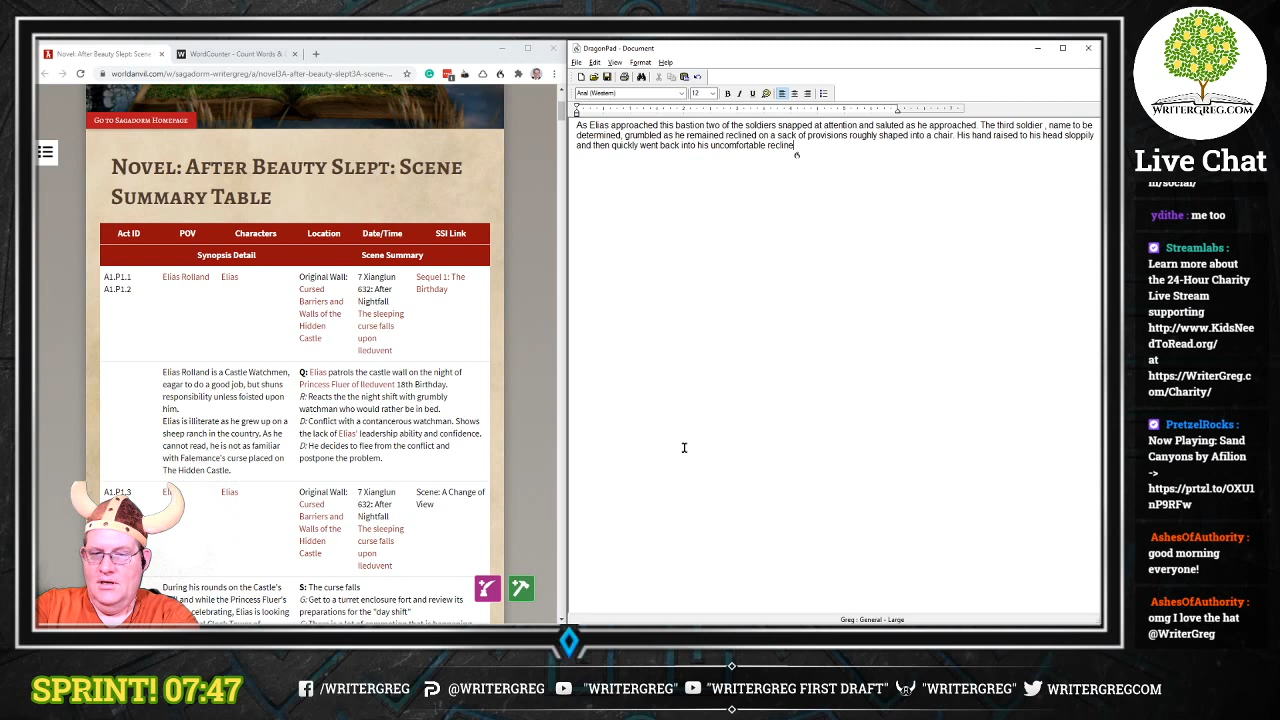 Novel: After Beauty Slept: Scene
WordCounter - Count Words &
worldanvil.com/w/sagadorm-writergreg/a/novel3A-after-beauty-slept3A-scene-...
Go to Sagadorm Homepage
Novel: After Beauty Slept: Scene
Summary Table
Act ID POV Characters Location Date/Time SSI Link
Synopsis Detail Scene Summary
A1.P1.1 Elias Rolland Elias Original Wall: 7 Xianglun Sequel 1: The
A1.P1.2 Cursed 632: After Birthday
Barriers and Nightfall
Walls of the The sleeping
Hidden curse falls
Castle upon
Ileduvent
Elias Rolland is a Castle Watchmen, Q: Elias patrols the castle wall on the night of
eagar to do a good job, but shuns Princess Fluer of Ileduvent 18th Birthday.
responsibility unless foisted upon R: Reacts the the night shift with grumbly
him. watchman who would rather be in bed.
Elias is illiterate as he grew up on a D: Conflict with a contancerous watchman. Shows
sheep ranch in the country. As he the lack of Elias' leadership ability and confidence.
cannot read, he is not as familiar D: He decides to flee from the conflict and
with Falemance's curse placed on postpone the problem.
The Hidden Castle.
A1.P1.3 Eli Elias Original Wall: 7 Xianglun Scene: A Change of
Cursed 632: After View
Barriers and Nightfall
Walls of the The sleeping
Hidden curse falls
Castle upon
Ileduvent
During his rounds on the Castle's S: The curse falls
and while the Princess Fluer's G: Get to a turret enclosure fort and review its
celebrating, Elias is looking preparations for the "day shift"
DragonPad - Document
File Edit View Format Help
Arial (Western) 12 B I U
As Elias approached this bastion two of the soldiers snapped at attention and saluted as he approached. The third soldier , name to be
determined, grumbled as he remained reclined on a sack of provisions roughly shaped into a chair. His hand raised to his head sloppily
and then quickly went back into his uncomfortable recline
Greg : General - Large
WRITERGREG.COM
Live Chat
m/social/
ydithe : me too
Streamlabs :
Learn more about
the 24-Hour Charity
Live Stream
supporting
http://www.KidsNee
dToRead.org/
at
https://WriterGreg.c
om/Charity/
PretzelRocks :
Now Playing: Sand
Canyons by Afilion
->
https://prtzl.to/OXU1
nP9RFw
AshesOfAuthority :
good morning
everyone!
AshesOfAuthority :
omg I love the hat
@WriterGreg
SPRINT! 07:47
/WRITERGREG @WRITERGREG "WRITERGREG" "WRITERGREG FIRST DRAFT" "WRITERGREG" WRITERGREGCOM